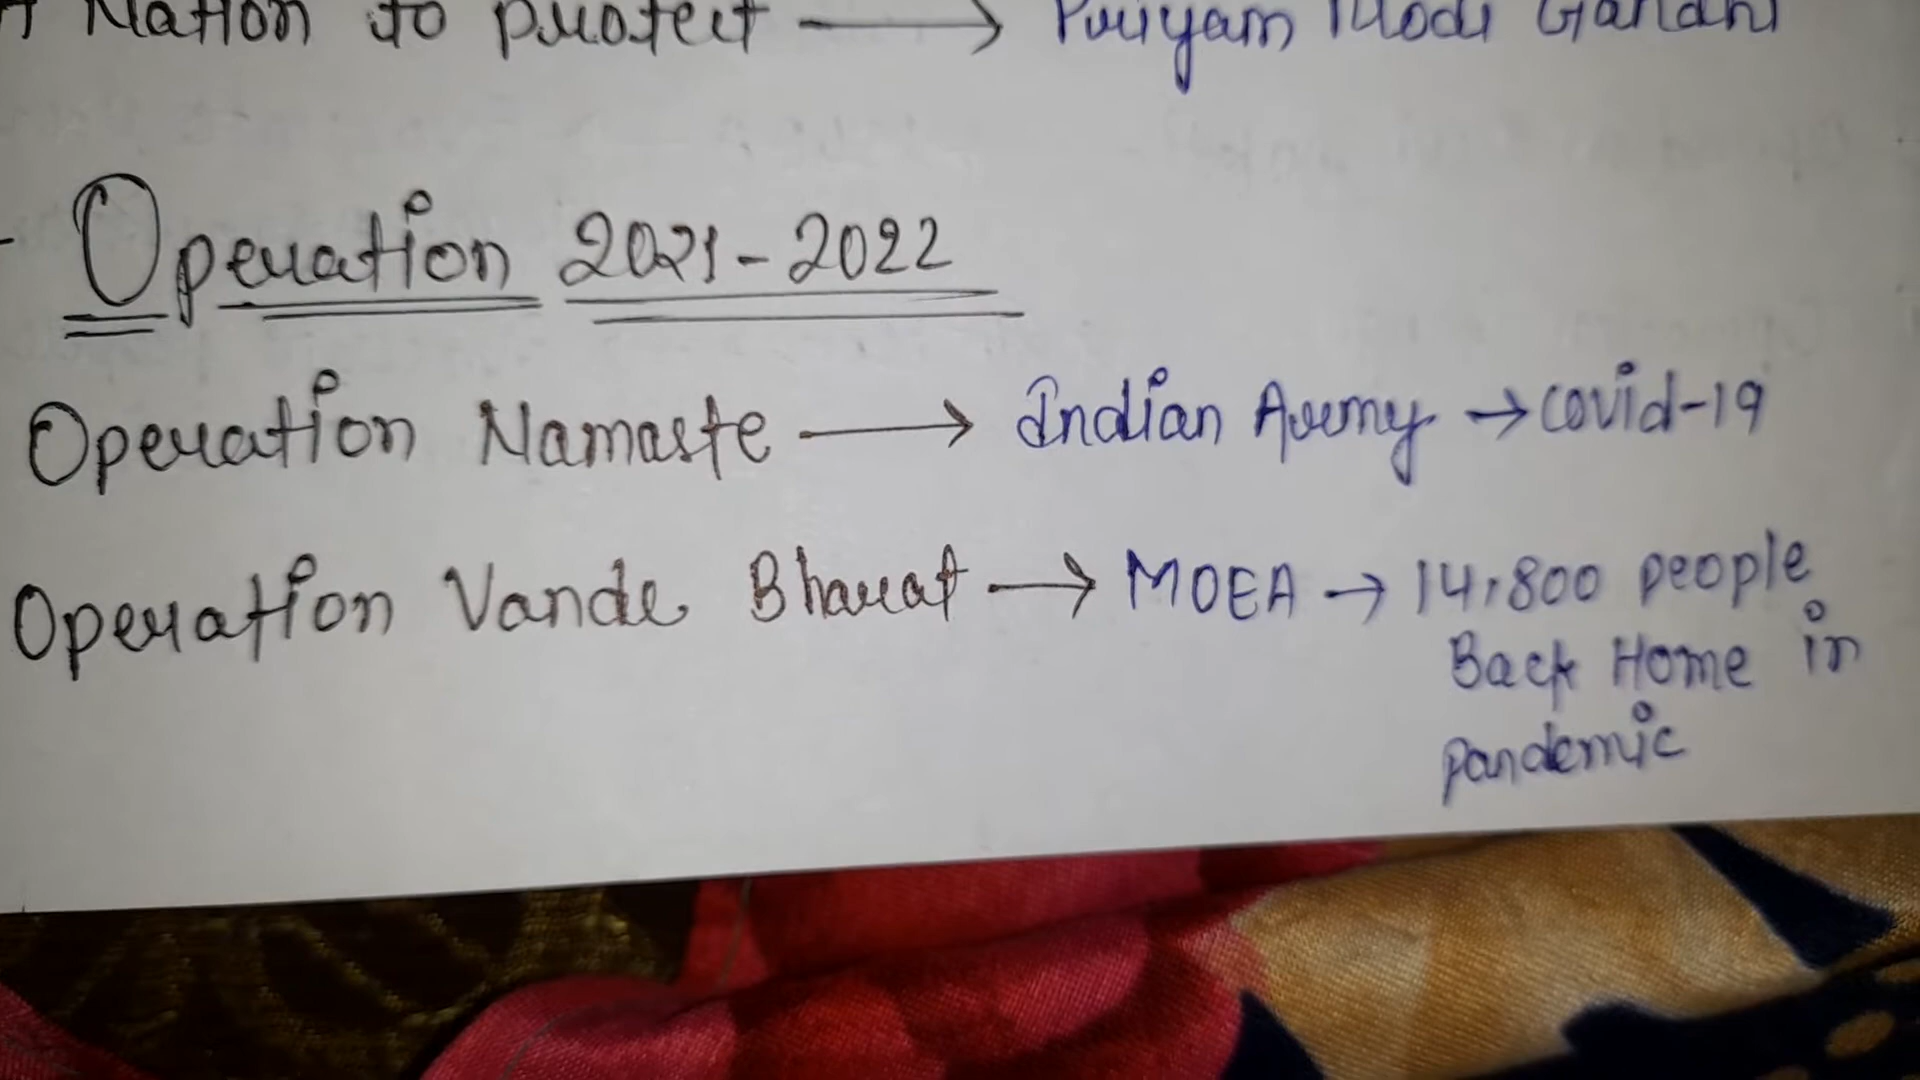 A Nation to protect → Priyam Modi Gandhi
Operation 2021-2022
Operation Namaste → Indian Army → Covid-19
Operation Vande Bharat → MOEA → 14,800 people
Back Home in
pandemic